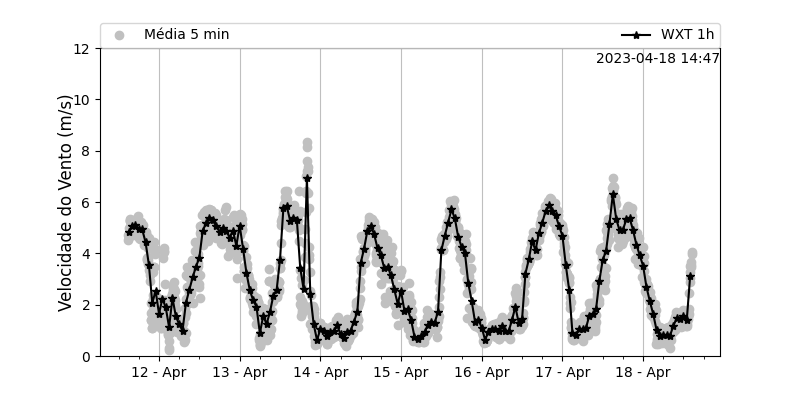 Média 5 min
WXT 1h
2023-04-18 14:47
Velocidade do Vento (m/s)
12
10
8
6
4
2
0
12 - Apr
13 - Apr
14 - Apr
15 - Apr
16 - Apr
17 - Apr
18 - Apr